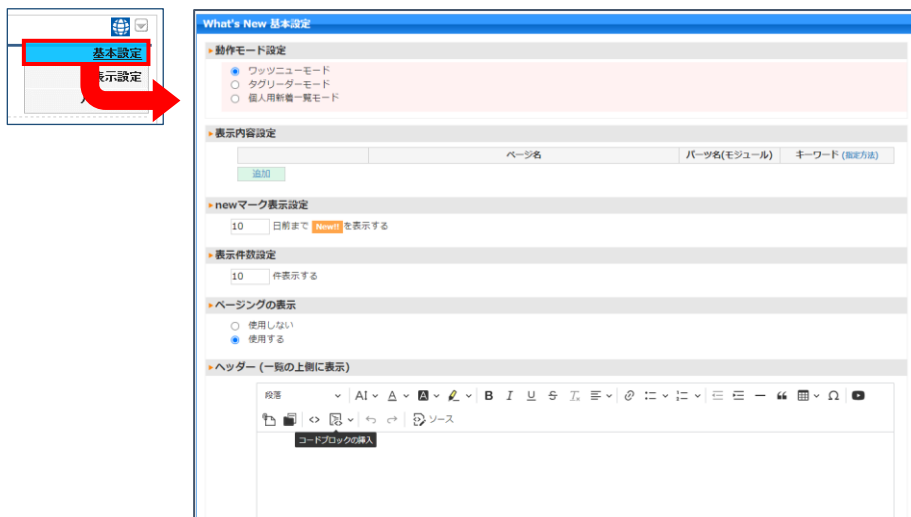 基本設定
表示設定
What's New 基本設定
動作モード設定
ワッツニューモード
タグリーダーモード
個人用新着一覧モード
表示内容設定
ページ名 パーツ名(モジュール) キーワード (指定方法)
追加
newマーク表示設定
10 日前まで New!! を表示する
表示件数設定
10 件表示する
ページングの表示
使用しない
使用する
ヘッダー (一覧の上側に表示)
段落
ソース
コードブロックの挿入